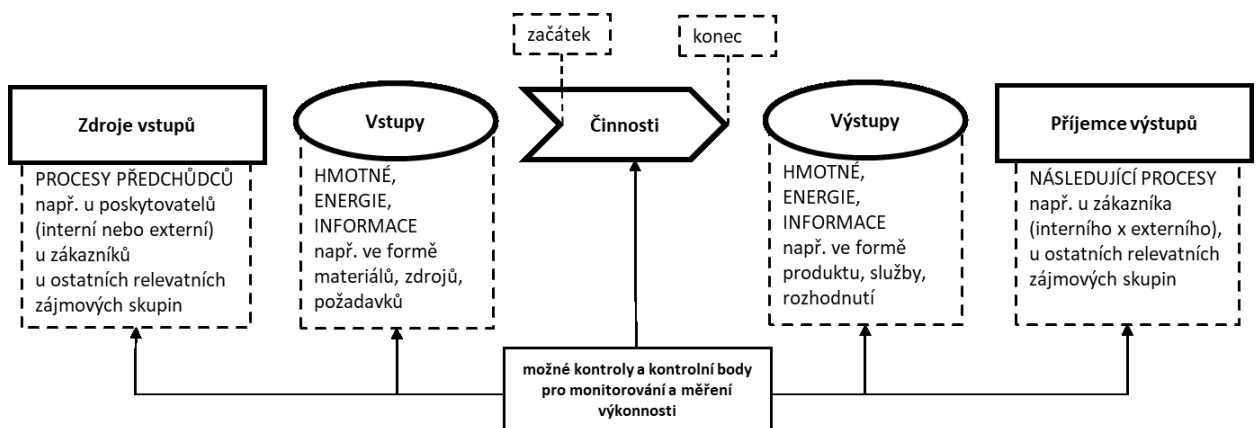 začátek
konec
Zdroje vstupů
Vstupy
Činnosti
Výstupy
Příjemce výstupů
PROCESY PŘEDCHŮDCŮ
např. u poskytovatelů
(interní nebo externí)
u zákazníků
u ostatních relevatních
zájmových skupin
HMOTNÉ,
ENERGIE,
INFORMACE
např. ve formě
materiálů, zdrojů,
požadavků
HMOTNÉ,
ENERGIE,
INFORMACE
např. ve formě
produktu, služby,
rozhodnutí
NÁSLEDUJÍCÍ PROCESY
např. u zákazníka
(interního x externího),
u ostatních relevatních
zájmových skupin
možné kontroly a kontrolní body
pro monitorování a měření
výkonnosti